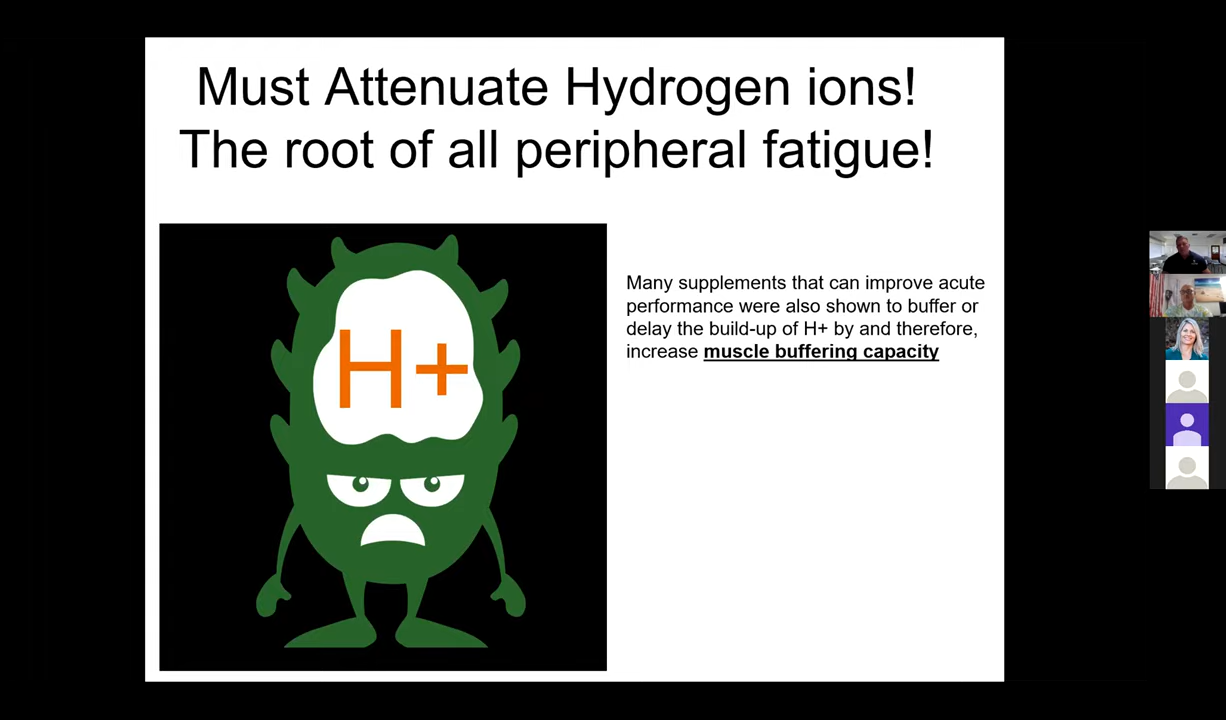 Must Attenuate Hydrogen ions!
The root of all peripheral fatigue!
H+
Many supplements that can improve acute
performance were also shown to buffer or
delay the build-up of H+ by and therefore,
increase muscle buffering capacity